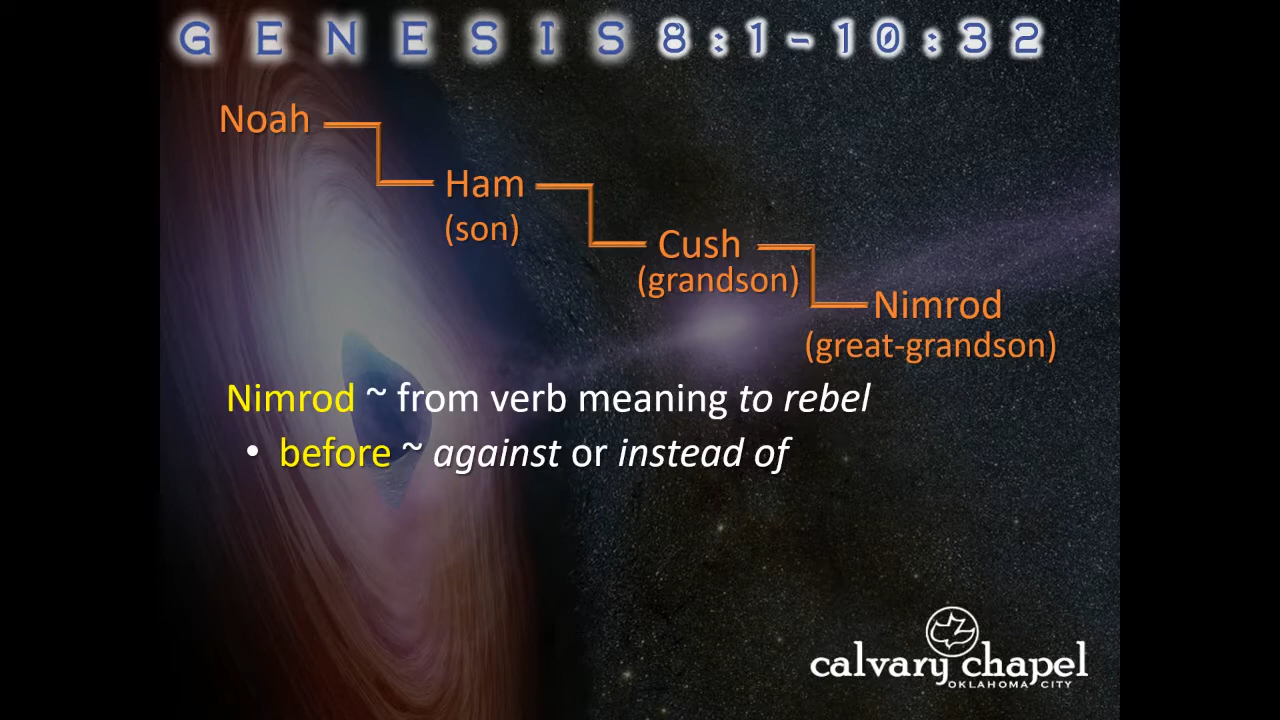 GENESIS 8:1-10:32
Noah
Ham
(son)
Cush
(grandson)
Nimrod
(great-grandson)
Nimrod ~ from verb meaning to rebel
• before ~ against or instead of
calvary chapel
OKLAHOMA CITY